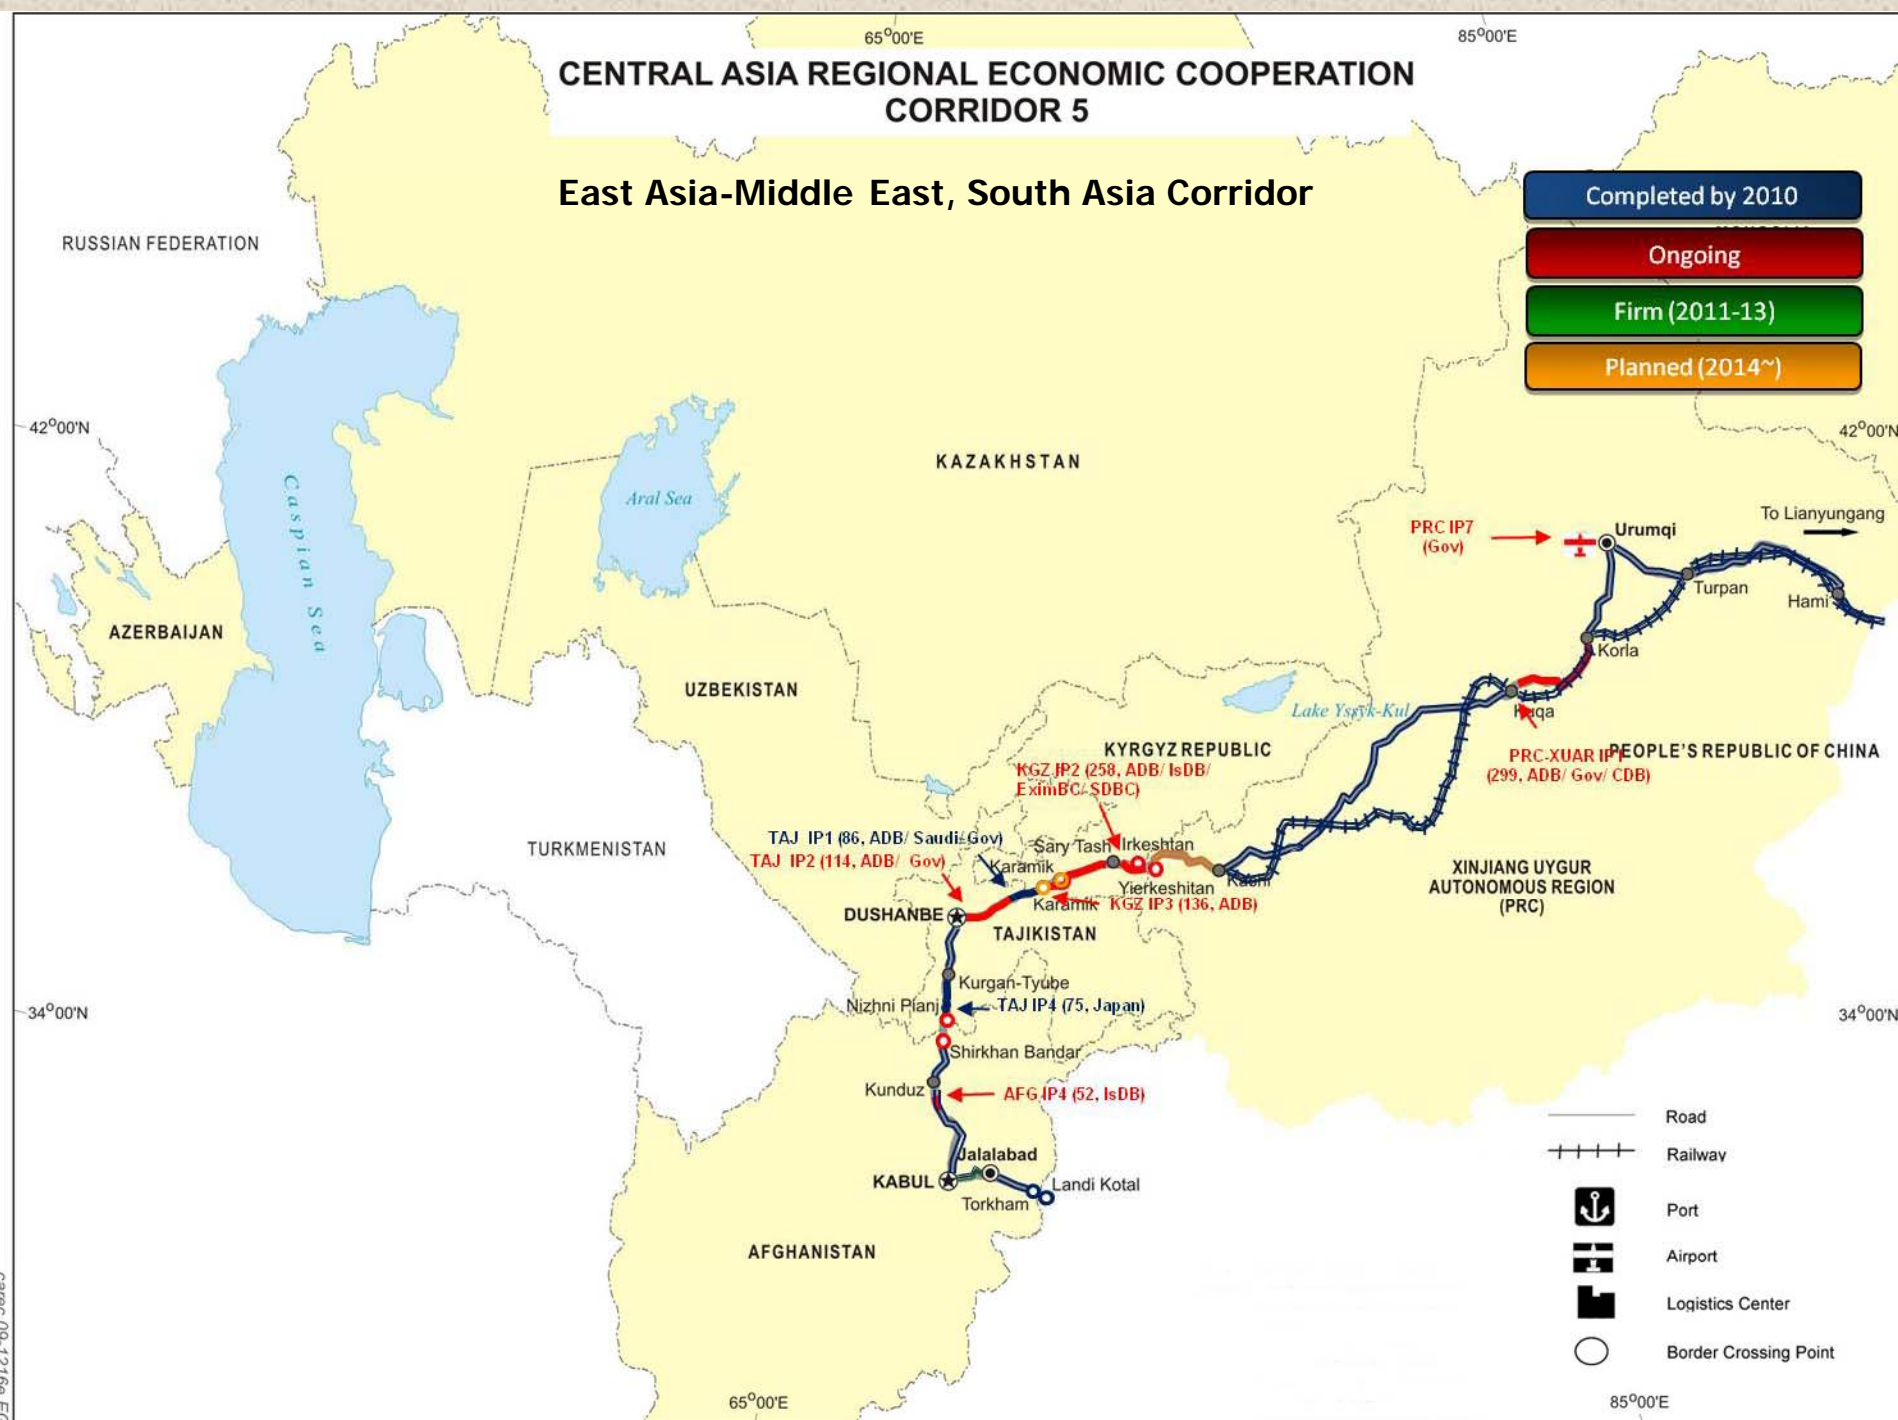 65°00'E
85°00'E
CENTRAL ASIA REGIONAL ECONOMIC COOPERATION
CORRIDOR 5
East Asia-Middle East, South Asia Corridor
Completed by 2010
Ongoing
Firm (2011-13)
Planned (2014~)
RUSSIAN FEDERATION
42°00'N
42°00'N
KAZAKHSTAN
Aral Sea
Caspian Sea
PRC IP7
(Gov)
Urumqi
To Lianyungang
Turpan
Hami
AZERBAIJAN
Korla
UZBEKISTAN
Lake Yssyk-Kul
Kuqa
KYRGYZ REPUBLIC
PEOPLE'S REPUBLIC OF CHINA
PRC-XUAR IP1
(299, ADB/ Gov/ CDB)
KGZ IP2 (258, ADB/ IsDB/
EximBC/ SDBC)
TURKMENISTAN
TAJ IP1 (86, ADB/ Saudi/Gov)
TAJ IP2 (114, ADB/ Gov)
Sary Tash
Irkeshtan
Karamik
Yierkeshitan
Kashi
Karamik
KGZ IP3 (136, ADB)
XINJIANG UYGUR
AUTONOMOUS REGION
(PRC)
DUSHANBE
TAJIKISTAN
Kurgan-Tyube
Nizhni Pianj
TAJ IP4 (75, Japan)
34°00'N
34°00'N
Shirkhan Bandar
Kunduz
AFG IP4 (52, IsDB)
Jalalabad
KABUL
Landi Kotal
Torkham
AFGHANISTAN
Road
Railway
Port
Airport
Logistics Center
Border Crossing Point
65°00'E
85°00'E